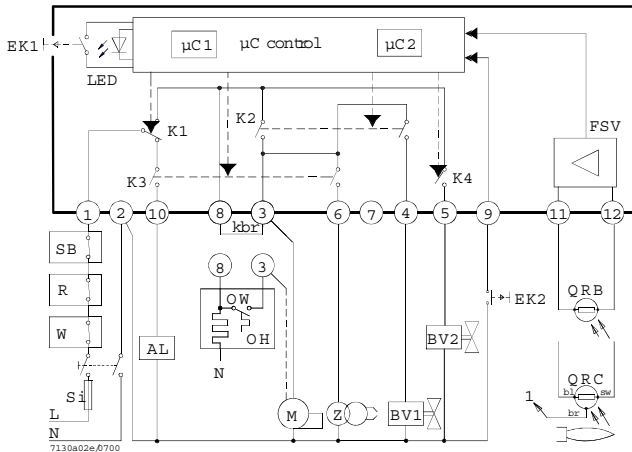 EK1
LED
µC1
µC control
µC2
FSV
K1
K2
K3
K4
1 2 10 8 3 6 7 4 5 9 11 12
kbr
SB
R
W
Si
L
N
AL
8 3
OW
OH
N
M
Z
BV1
BV2
EK2
QRB
QRC
bl sw
br
1
7130a02e/0700